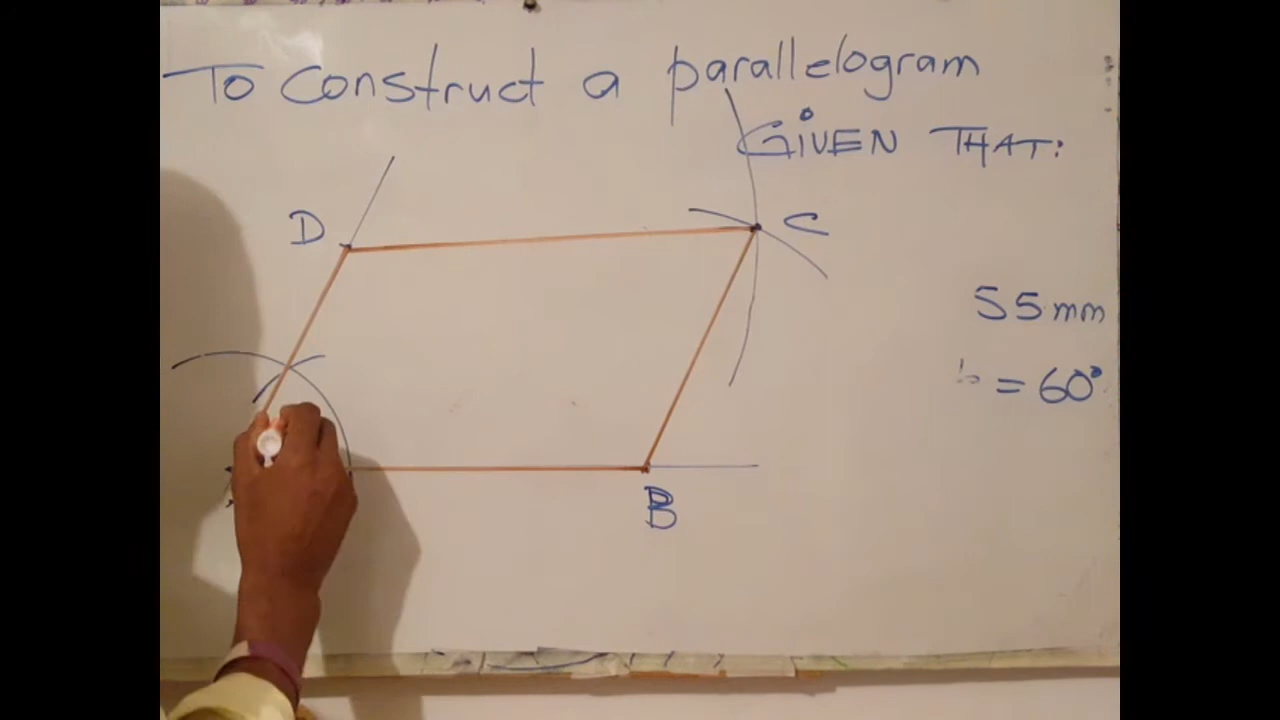 To construct a parallelogram
GIVEN THAT:
D
C
55mm
= 60°
B